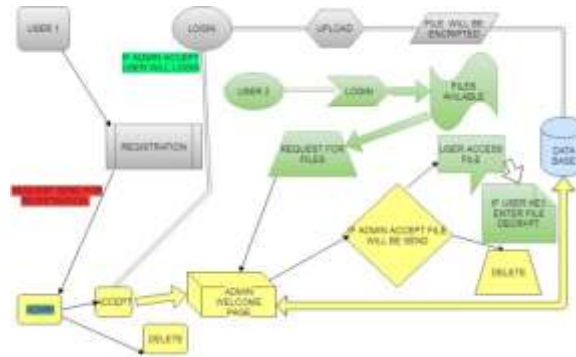 USER 1
LOGIN
UPLOAD
FILE WILL BE
ENCRYPTED
IF ADMIN ACCEPT
USER WILL LOGIN
USER 2
LOGIN
FILES
AVILABLE
REGISTRATION
REQUEST FOR
FILES
USER ACCESS
FILE
DATA
BASE
REGISTRATION
IF USER KEY
ENTER FILE
DECRYPT
IF ADMIN ACCEPT FILE
WILL BE SEND
ADMIN
ACCEPT
ADMIN
WELCOME
PAGE
DELETE
DELETE